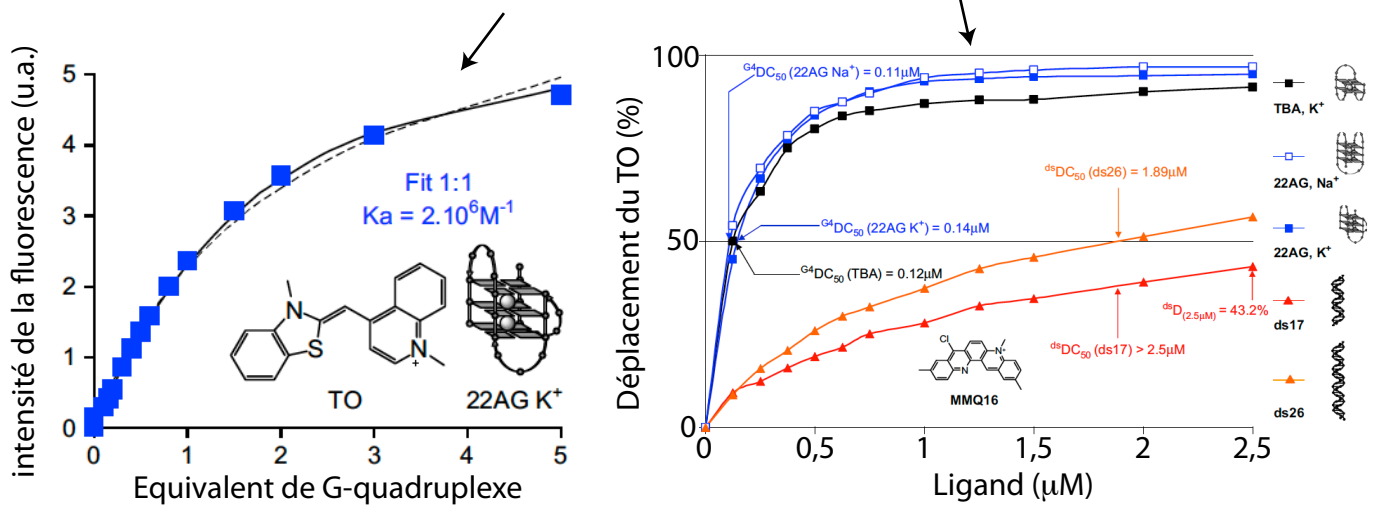 intensité de la fluorescence (u.a.)
5
4
3
2
1
0
Fit 1:1
Ka = 2.10⁶M⁻¹
N
S
N
+
TO
22AG K⁺
0
1
2
3
4
5
Equivalent de G-quadruplexe
Déplacement du TO (%)
100
50
0
G4DC50 (22AG Na⁺) = 0.11µM
G4DC50 (22AG K⁺) = 0.14µM
G4DC50 (TBA) = 0.12µM
dsDC50 (ds26) = 1.89µM
dsD(2.5µM) = 43.2%
dsDC50 (ds17) > 2.5µM
Cl
N⁺
N
MMQ16
0
0,5
1
1,5
2
2,5
Ligand (µM)
TBA, K⁺
22AG, Na⁺
22AG, K⁺
ds17
ds26